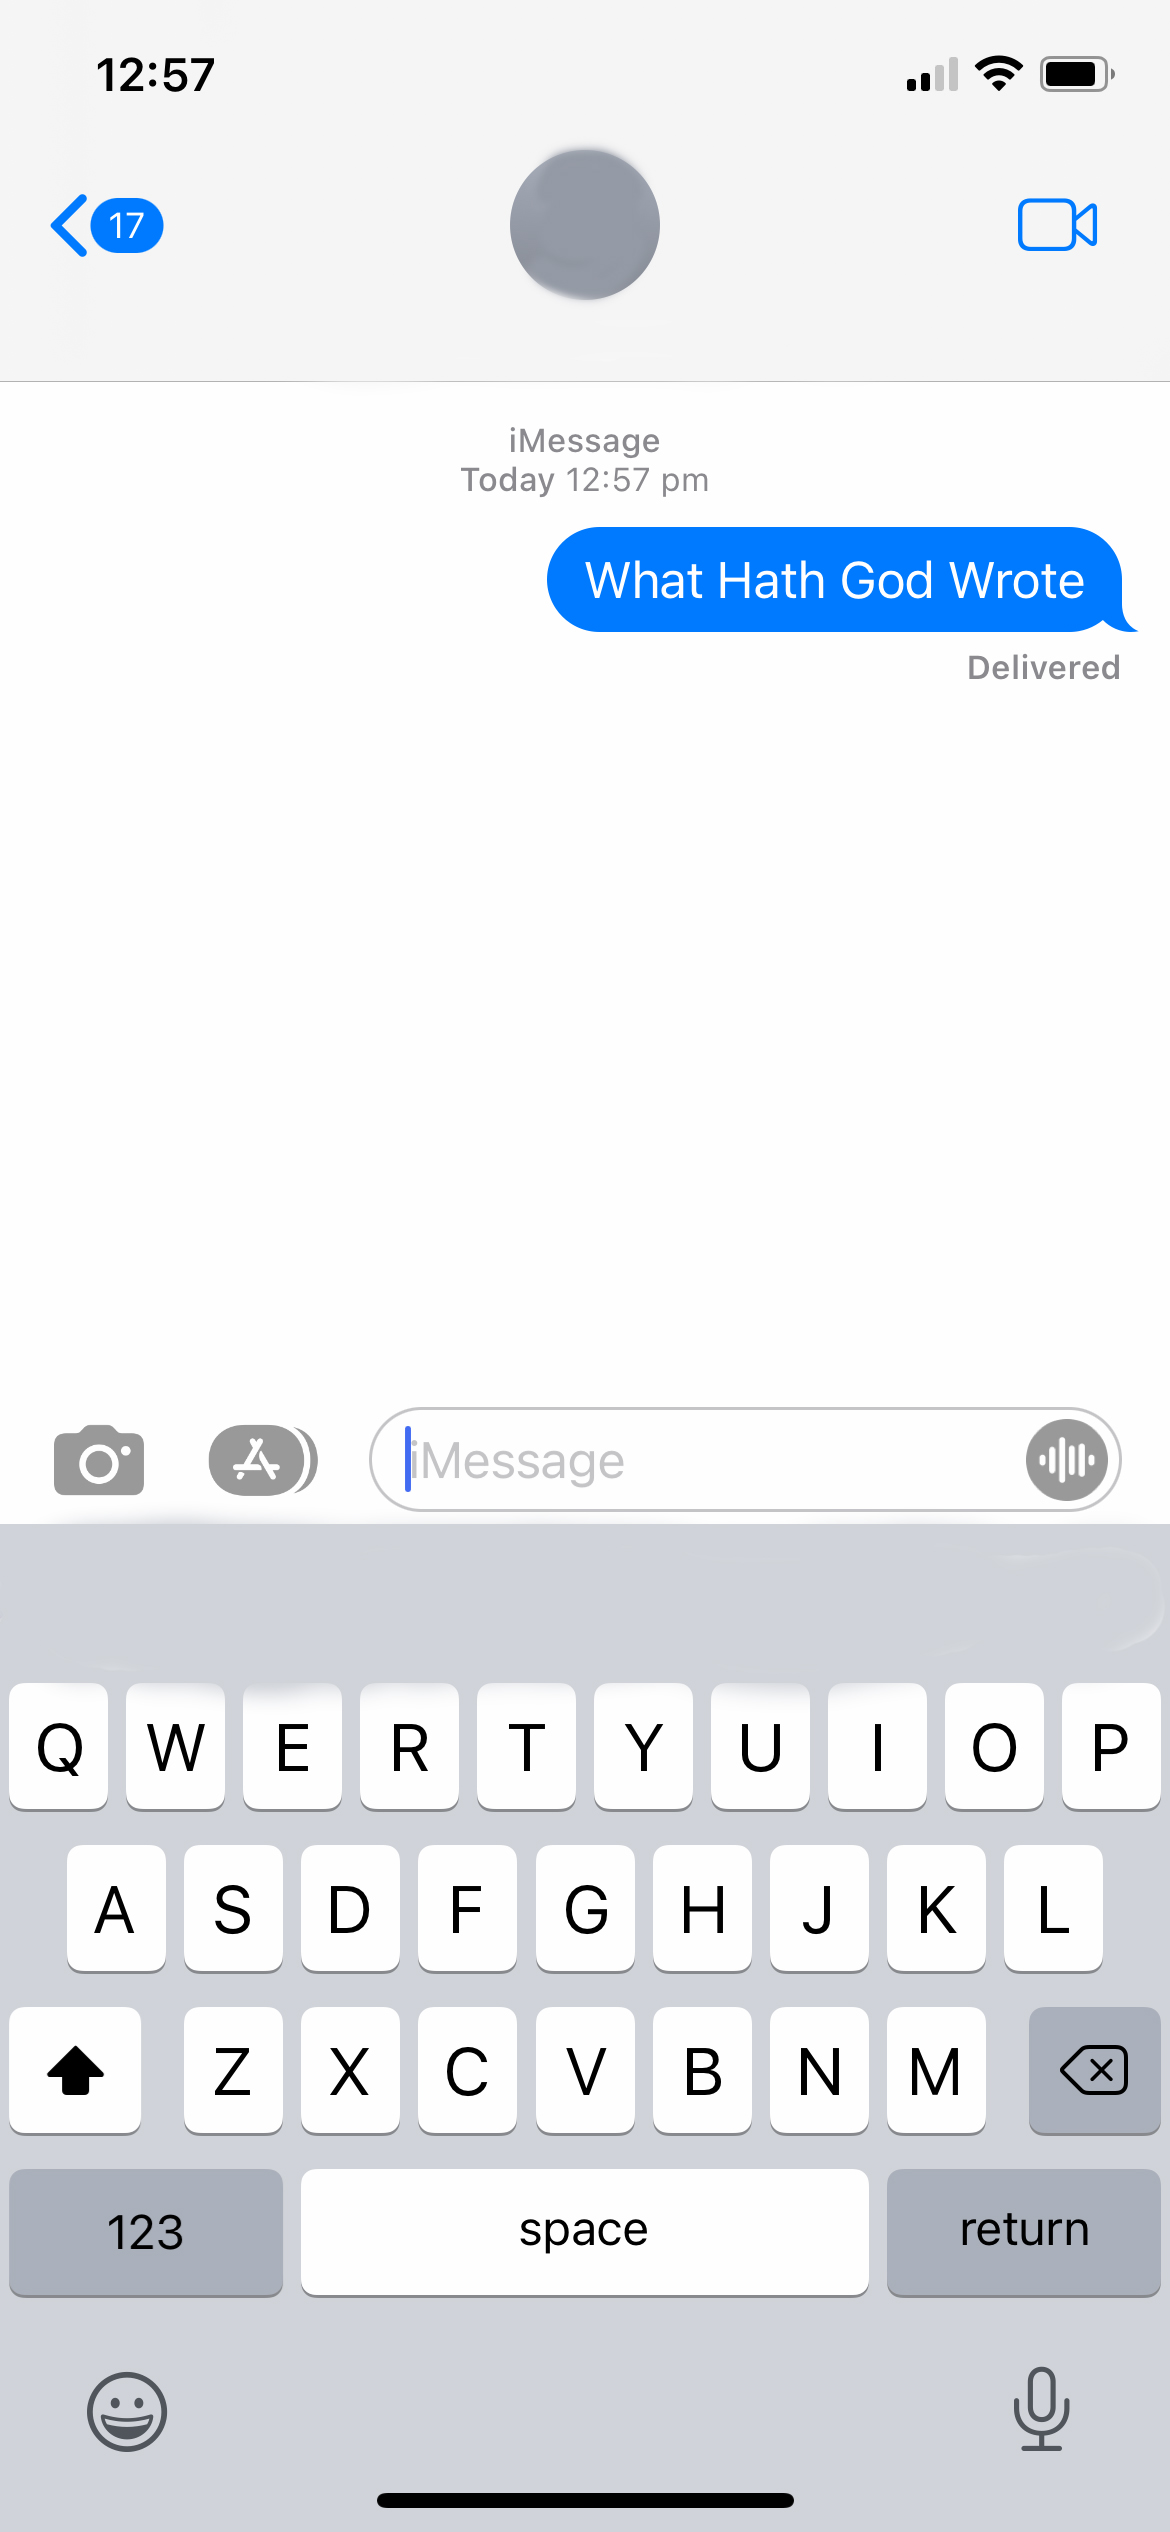 12:57
17
iMessage
Today 12:57 pm
What Hath God Wrote
Delivered
iMessage
Q W E R T Y U I O P
A S D F G H J K L
Z X C V B N M
123 space return